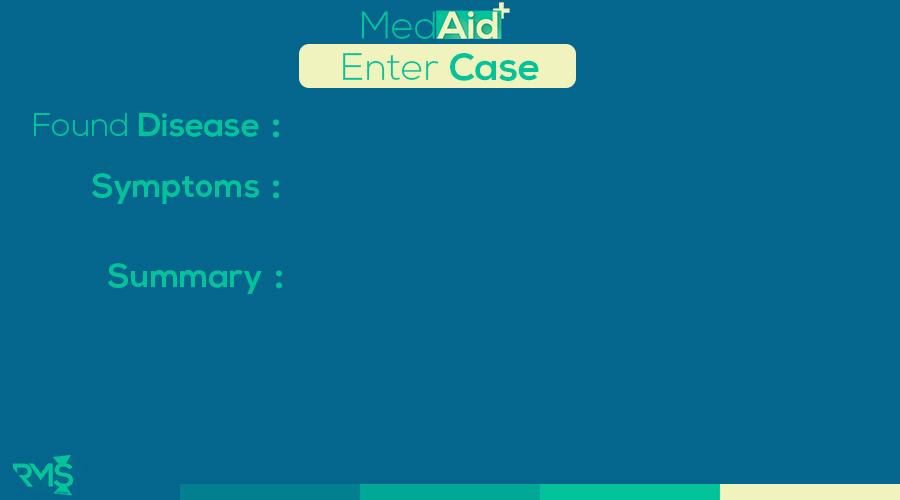 MedAid+
Enter Case
Found Disease :
Symptoms :
Summary :
RMS